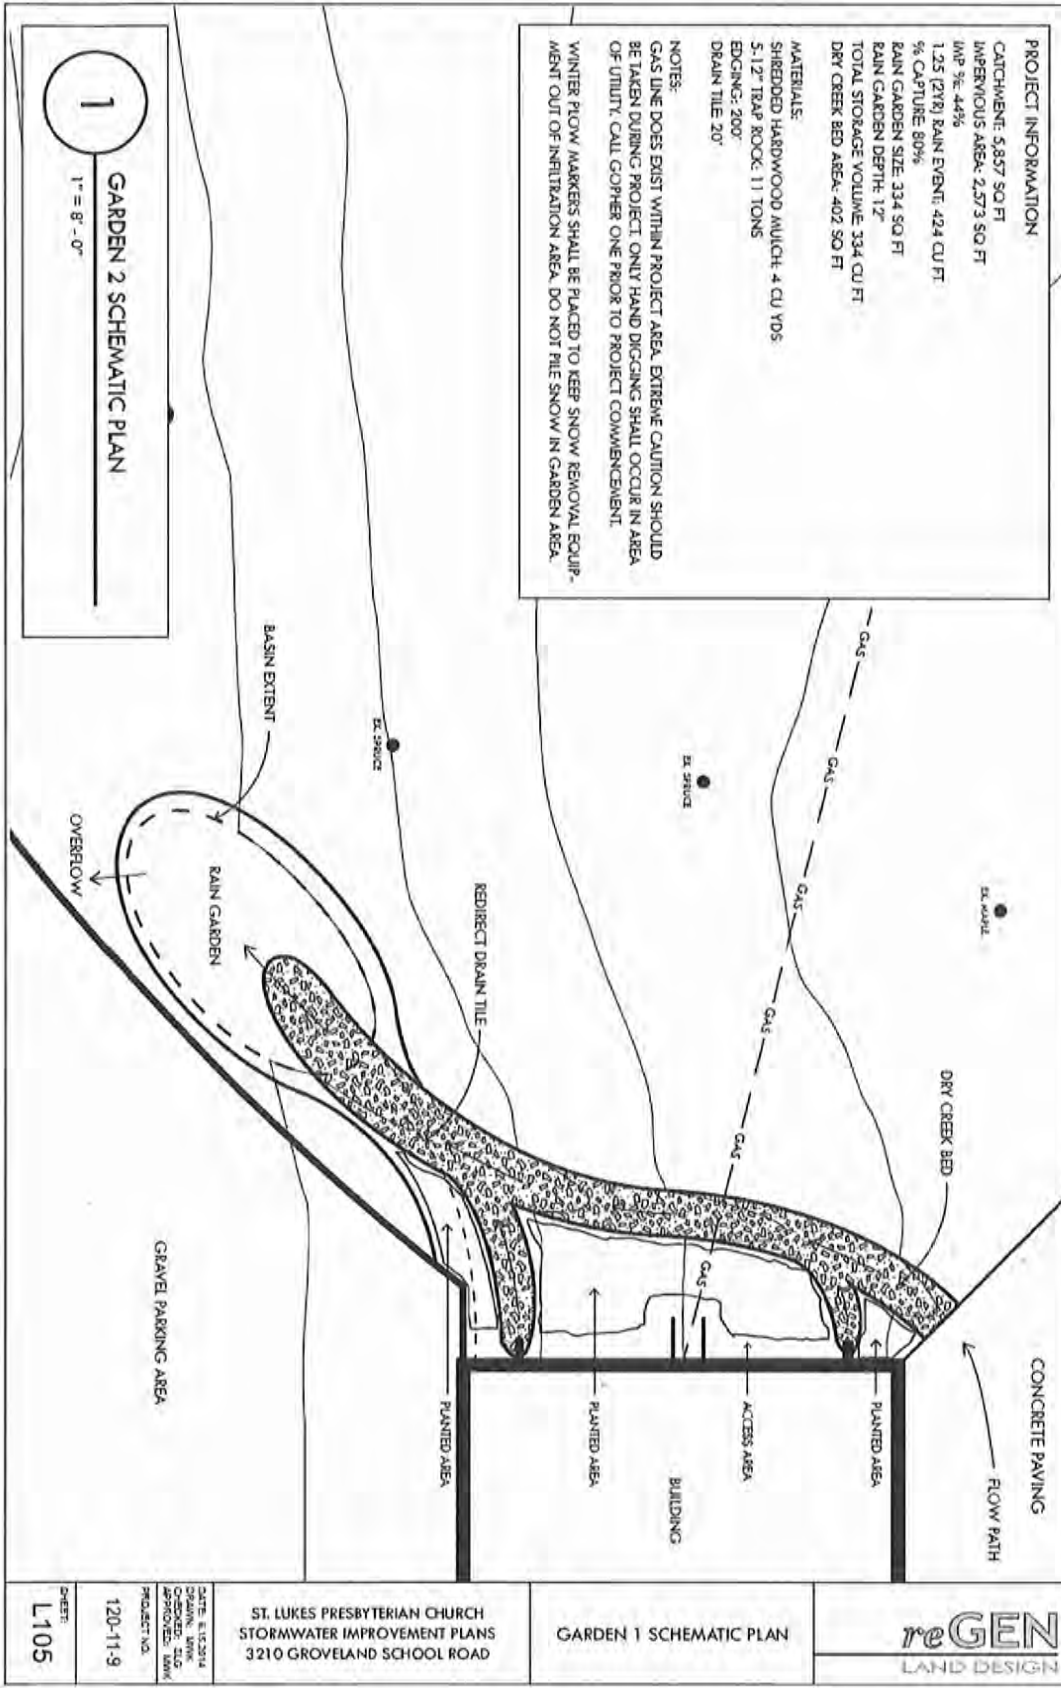 PROJECT INFORMATION
CATCHMENT: 5,857 SQ FT
IMPERVIOUS AREA: 2,573 SQ FT
IMP %: 44%
1.25 (2YR) RAIN EVENT: 424 CU FT
% CAPTURE: 80%
RAIN GARDEN SIZE: 334 SQ FT
RAIN GARDEN DEPTH: 12"
TOTAL STORAGE VOLUME: 334 CU FT
DRY CREEK BED AREA: 402 SQ FT
MATERIALS:
SHREDDED HARDWOOD MULCH: 4 CU YDS
5-12" TRAP ROCK: 11 TONS
EDGING: 200'
DRAIN TILE: 20'
NOTES:
GAS LINE DOES EXIST WITHIN PROJECT AREA. EXTREME CAUTION SHOULD
BE TAKEN DURING PROJECT. ONLY HAND DIGGING SHALL OCCUR IN AREA
OF UTILITY. CALL GOPHER ONE PRIOR TO PROJECT COMMENCEMENT.
WINTER PLOW MARKERS SHALL BE PLACED TO KEEP SNOW REMOVAL EQUIP-
MENT OUT OF INFILTRATION AREA. DO NOT PILE SNOW IN GARDEN AREA.
1
GARDEN 2 SCHEMATIC PLAN
1" = 8' - 0"
GAS
GAS
GAS
GAS
GAS
GAS
EX. MAPLE
EX. SPRUCE
EX. SPRUCE
BASIN EXTENT
OVERFLOW
RAIN GARDEN
REDIRECT DRAIN TILE
DRY CREEK BED
CONCRETE PAVING
FLOW PATH
PLANTED AREA
ACCESS AREA
BUILDING
PLANTED AREA
PLANTED AREA
GRAVEL PARKING AREA
reGEN
LAND DESIGN
GARDEN 1 SCHEMATIC PLAN
ST. LUKES PRESBYTERIAN CHURCH
STORMWATER IMPROVEMENT PLANS
3210 GROVELAND SCHOOL ROAD
DRAWN: MWK
APPROVED: MWK
PROJECT NO.
120-11-9
SHEET:
L105